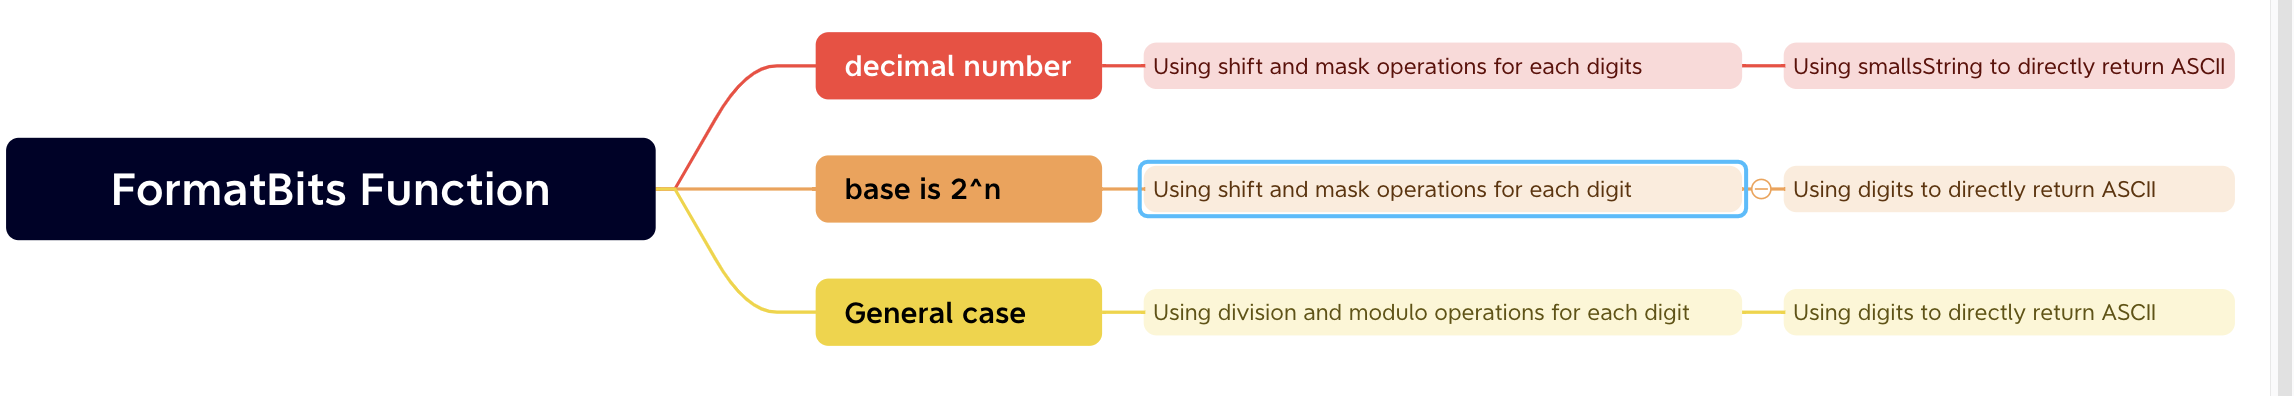 FormatBits Function
decimal number
Using shift and mask operations for each digits
Using smallsString to directly return ASCII
base is 2^n
Using shift and mask operations for each digit
Using digits to directly return ASCII
General case
Using division and modulo operations for each digit
Using digits to directly return ASCII